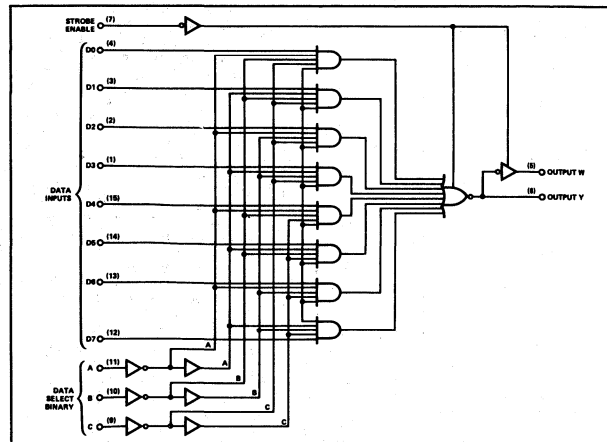 STROBE (7)
ENABLE
D0 (4)
D1 (3)
D2 (2)
D3 (1)
DATA
INPUTS
D4 (15)
D5 (14)
D6 (13)
D7 (12)
(5) OUTPUT W
(6) OUTPUT Y
A
A (11) A
B
DATA
SELECT
BINARY
B (10) B
C
C (9) C